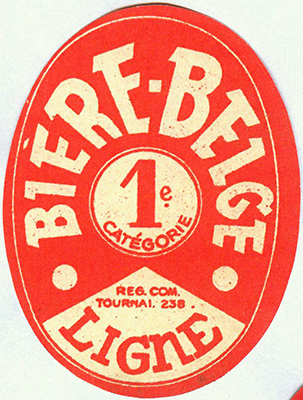 BIÈRE-BELGE
1e.
CATÉGORIE
REG. COM.
TOURNAI. 238.
LIGNE